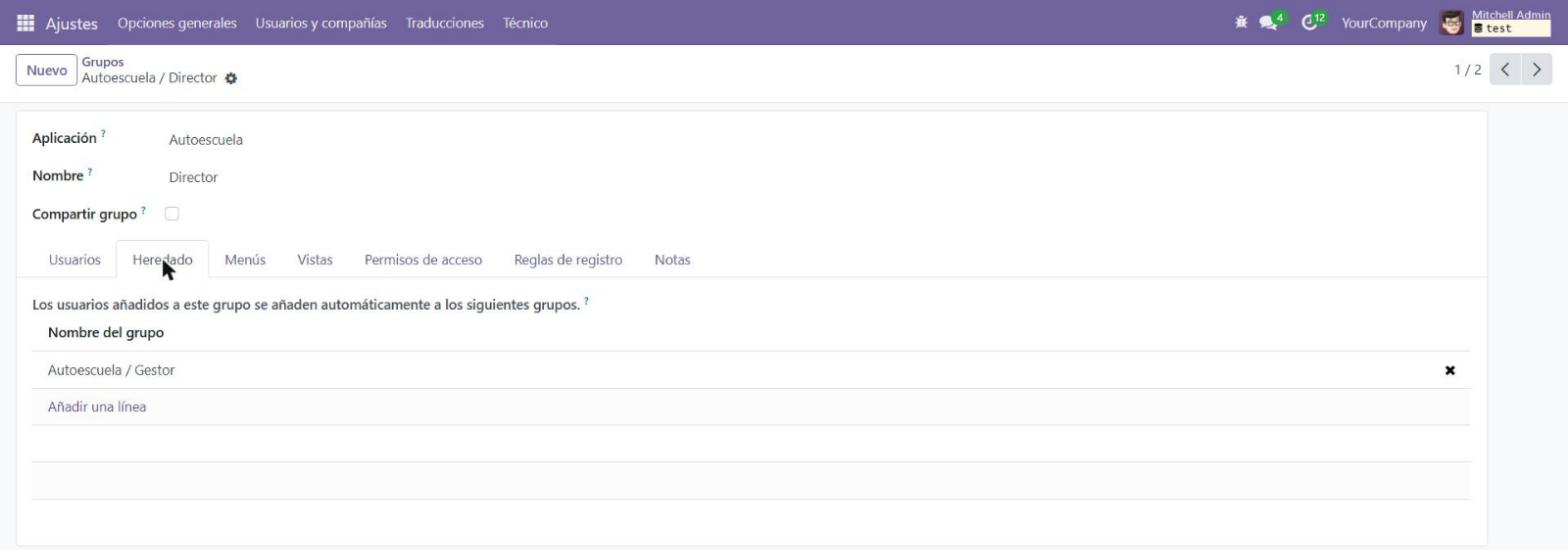 Ajustes Opciones generales Usuarios y compañías Traducciones Técnico 4 12 YourCompany Mitchell Admin
test
Nuevo Grupos
Autoescuela / Director
1 / 2
Aplicación ? Autoescuela
Nombre ? Director
Compartir grupo ?
Usuarios Heredado Menús Vistas Permisos de acceso Reglas de registro Notas
Los usuarios añadidos a este grupo se añaden automáticamente a los siguientes grupos. ?
Nombre del grupo
Autoescuela / Gestor
Añadir una línea